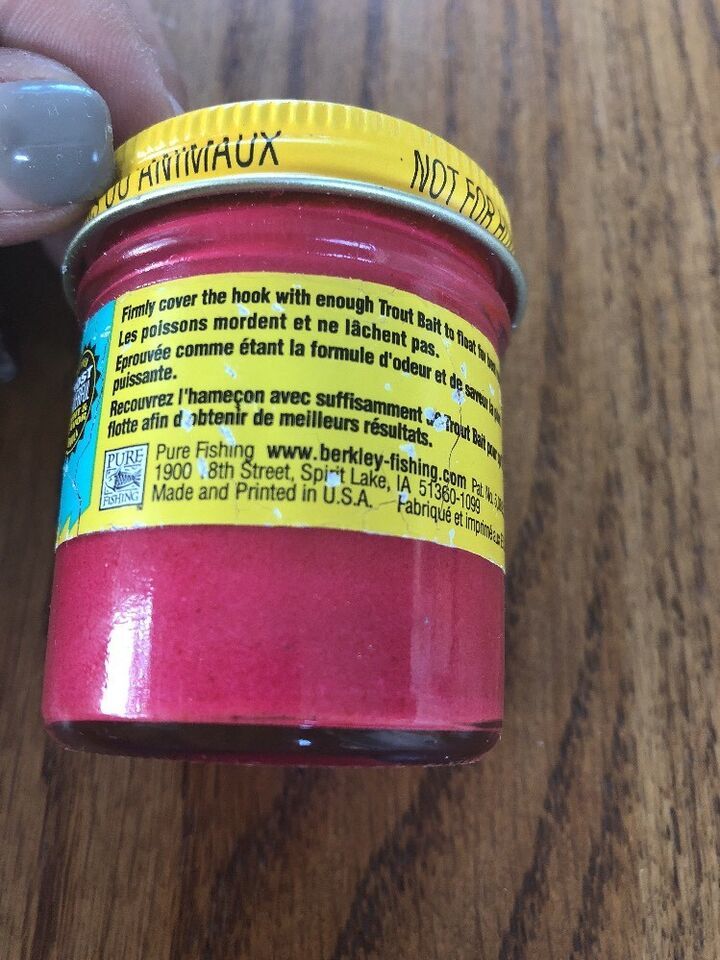 OU ANIMAUX
NOT FOR
Firmly cover the hook with enough Trout Bait to float
Les poissons mordent et ne lâchent pas.
Eprouvée comme étant la formule d'odeur et de saveur la
puissante.
Recouvrez l'hameçon avec suffisamment de Trout Bait pour
flotte afin d'obtenir de meilleurs résultats.
PURE
FISHING
Pure Fishing www.berkley-fishing.com Pat. No.
1900 18th Street, Spirit Lake, IA 51360-1099
Made and Printed in U.S.A. Fabriqué et imprimé